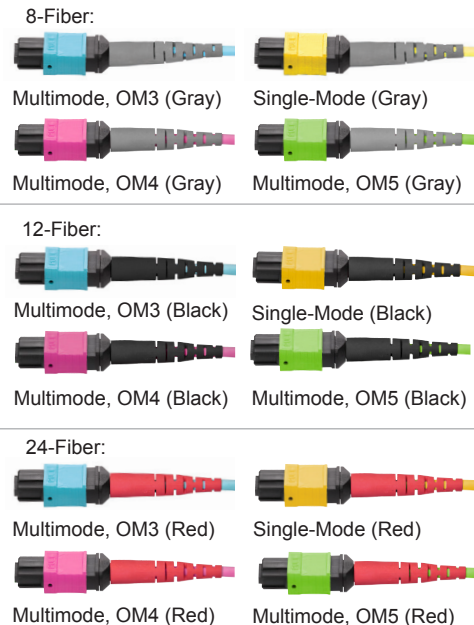 8-Fiber:
Multimode, OM3 (Gray)
Single-Mode (Gray)
Multimode, OM4 (Gray)
Multimode, OM5 (Gray)
12-Fiber:
Multimode, OM3 (Black)
Single-Mode (Black)
Multimode, OM4 (Black)
Multimode, OM5 (Black)
24-Fiber:
Multimode, OM3 (Red)
Single-Mode (Red)
Multimode, OM4 (Red)
Multimode, OM5 (Red)